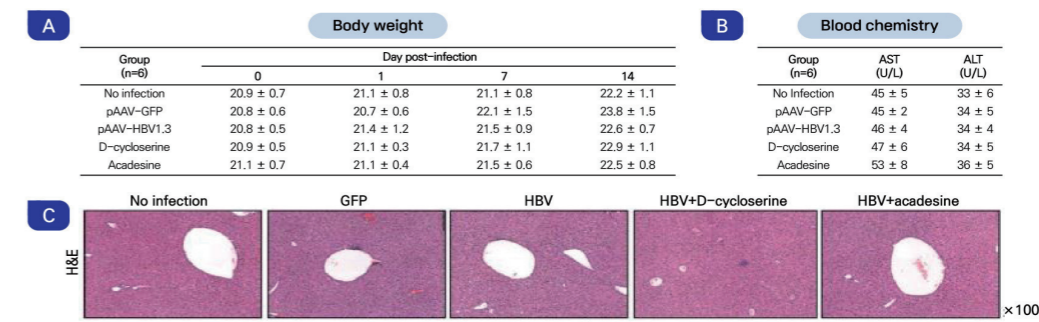 A Body weight
Group (n=6) Day post-infection
0 1 7 14
No infection 20.9 ± 0.7 21.1 ± 0.8 21.1 ± 0.8 22.2 ± 1.1
pAAV-GFP 20.8 ± 0.6 20.7 ± 0.6 22.1 ± 1.5 23.8 ± 1.5
pAAV-HBV1.3 20.8 ± 0.5 21.4 ± 1.2 21.5 ± 0.9 22.6 ± 0.7
D-cycloserine 20.9 ± 0.5 21.1 ± 0.3 21.7 ± 1.1 22.9 ± 1.1
Acadesine 21.1 ± 0.7 21.1 ± 0.4 21.5 ± 0.6 22.5 ± 0.8
B Blood chemistry
Group (n=6) AST (U/L) ALT (U/L)
No Infection 45 ± 5 33 ± 6
pAAV-GFP 45 ± 2 34 ± 5
pAAV-HBV1.3 46 ± 4 34 ± 4
D-cycloserine 47 ± 6 34 ± 5
Acadesine 53 ± 8 36 ± 5
C
No infection GFP HBV HBV+D-cycloserine HBV+acadesine
H&E
×100